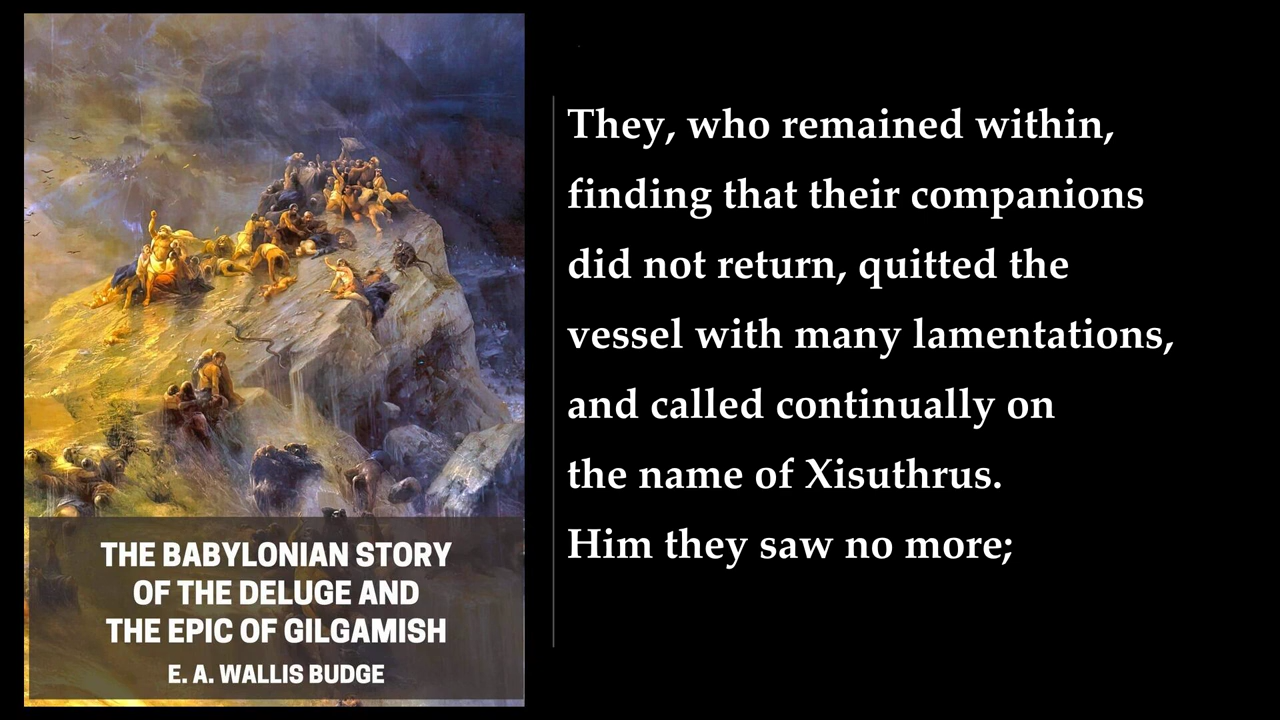 THE BABYLONIAN STORY
OF THE DELUGE AND
THE EPIC OF GILGAMISH
E. A. WALLIS BUDGE
They, who remained within,
finding that their companions
did not return, quitted the
vessel with many lamentations,
and called continually on
the name of Xisuthrus.
Him they saw no more;